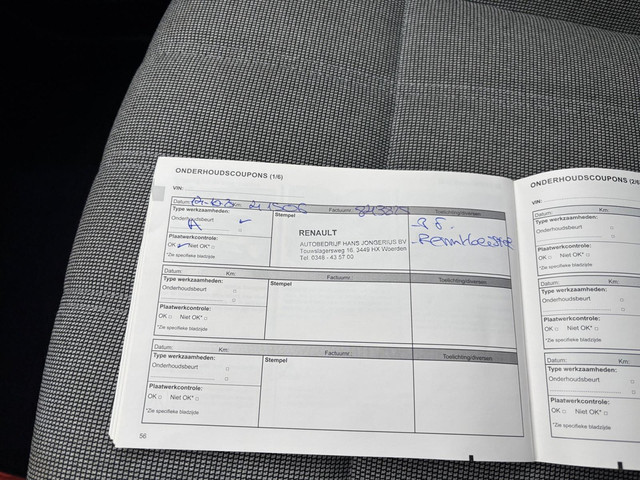 ONDERHOUDSCOUPONS (1/6)
VIN:
Datum: Km: Factuurnr.: Toelichting/diversen
Type werkzaamheden:
Onderhoudsbeurt
A
Plaatwerkcontrole:
OK Niet OK*
*Zie specifieke bladzijde
Stempel
RENAULT
AUTOBEDRIJF HANS JONGERIUS BV
Touwslagersweg 16, 3449 HX Woerden
Tel. 0348 - 43 57 00
Datum: Km: Factuurnr.: Toelichting/diversen
Type werkzaamheden:
Onderhoudsbeurt
Plaatwerkcontrole:
OK Niet OK*
*Zie specifieke bladzijde
Stempel
Datum: Km: Factuurnr.: Toelichting/diversen
Type werkzaamheden:
Onderhoudsbeurt
Plaatwerkcontrole:
OK Niet OK*
*Zie specifieke bladzijde
Stempel
56
ONDERHOUDSCOUPONS (2/6
VIN:
Datum:
Type werkzaamheden:
Onderhoudsbeurt
Plaatwerkcontrole:
OK Niet OK*
*Zie specifieke bladzijde
Datum:
Type werkzaamheden:
Onderhoudsbeurt
Plaatwerkcontrole:
OK Niet OK*
*Zie specifieke bladzijde
Datum:
Type werkzaamheden:
Onderhoudsbeurt
Plaatwerkcontrole:
OK Niet OK*
*Zie specifieke bladzijde